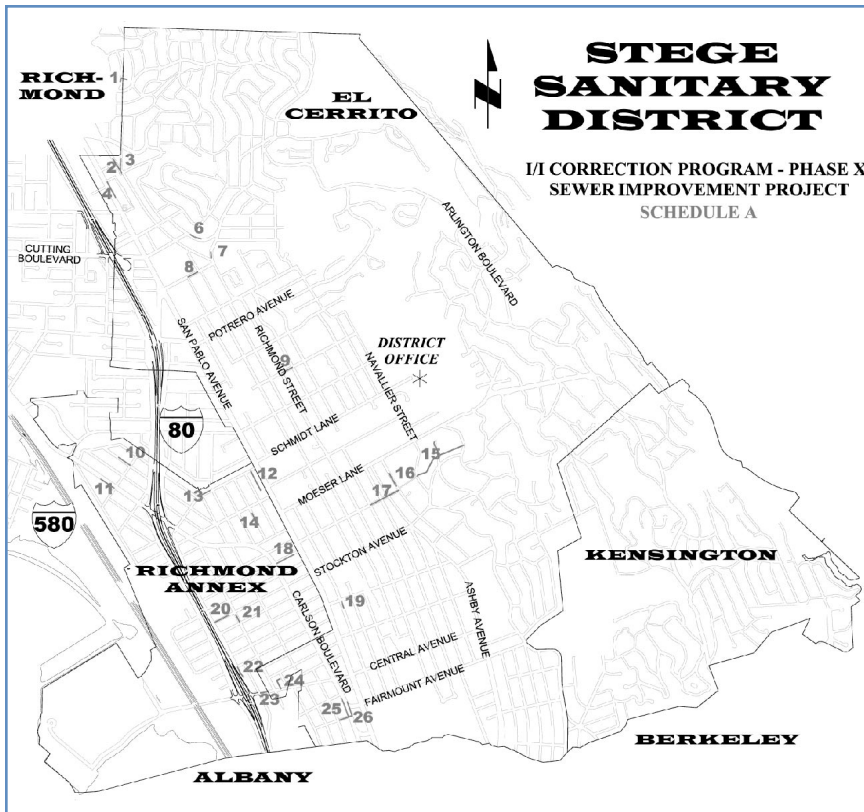 STEGE
SANITARY
DISTRICT
I/I CORRECTION PROGRAM - PHASE X
SEWER IMPROVEMENT PROJECT
SCHEDULE A
RICH-
MOND
1
EL
CERRITO
2
3
4
ARLINGTON BOULEVARD
6
7
8
CUTTING
BOULEVARD
POTRERO AVENUE
SAN PABLO AVENUE
RICHMOND STREET
9
DISTRICT
OFFICE
NAVALLIER STREET
80
SCHMIDT LANE
10
11
12
13
14
MOESER LANE
15
16
17
580
18
STOCKTON AVENUE
KENSINGTON
RICHMOND
ANNEX
19
20
21
CARLSON BOULEVARD
ASHBY AVENUE
CENTRAL AVENUE
22
23
24
FAIRMOUNT AVENUE
25
26
BERKELEY
ALBANY